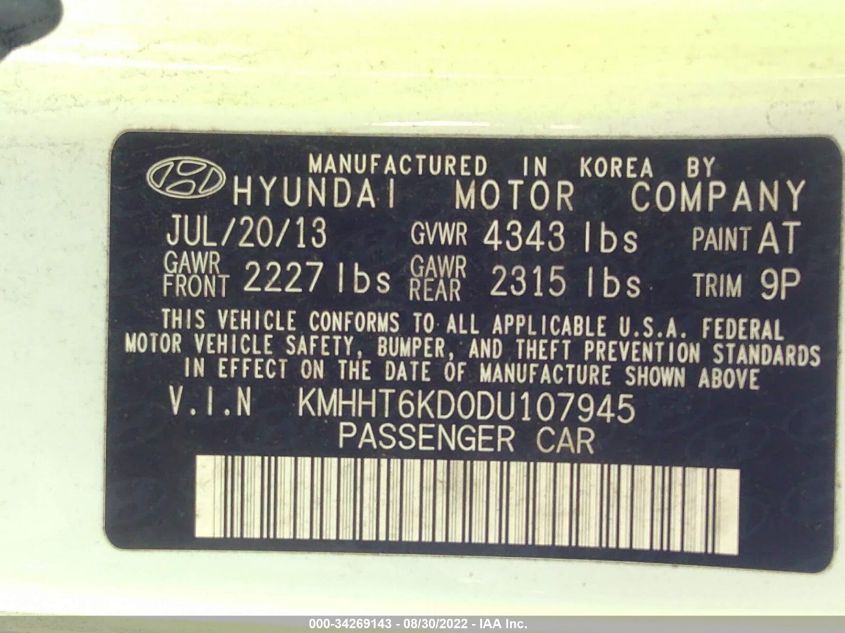 MANUFACTURED IN KOREA BY
HYUNDAI MOTOR COMPANY
JUL/20/13 GVWR 4343 lbs PAINT AT
GAWR FRONT 2227 lbs GAWR REAR 2315 lbs TRIM 9P
THIS VEHICLE CONFORMS TO ALL APPLICABLE U.S.A. FEDERAL
MOTOR VEHICLE SAFETY, BUMPER, AND THEFT PREVENTION STANDARDS
IN EFFECT ON THE DATE OF MANUFACTURE SHOWN ABOVE
V.I.N KMHHT6KD0DU107945
PASSENGER CAR
000-34269143 - 08/30/2022 - IAA Inc.